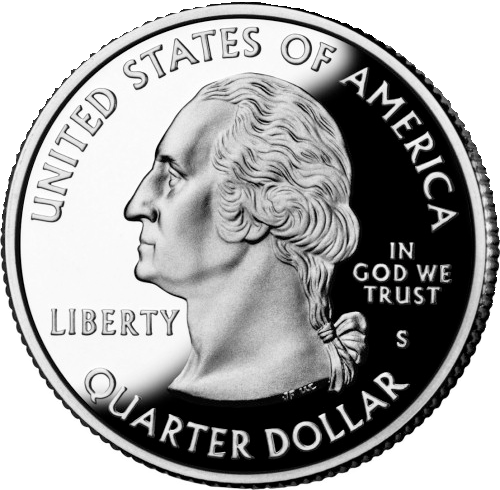 UNITED STATES OF AMERICA
LIBERTY
IN
GOD WE
TRUST
S
QUARTER DOLLAR